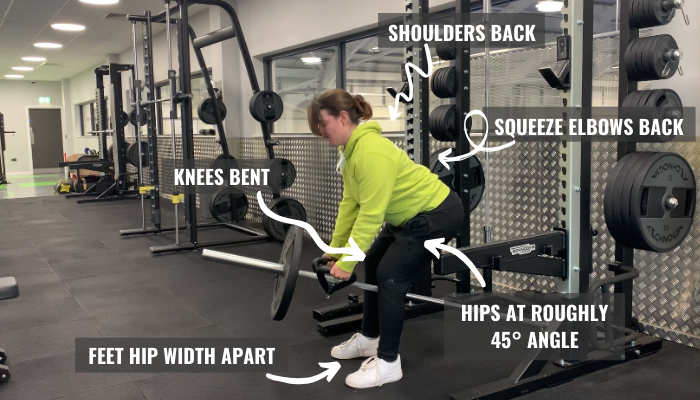 SHOULDERS BACK
SQUEEZE ELBOWS BACK
KNEES BENT
HIPS AT ROUGHLY
45° ANGLE
FEET HIP WIDTH APART